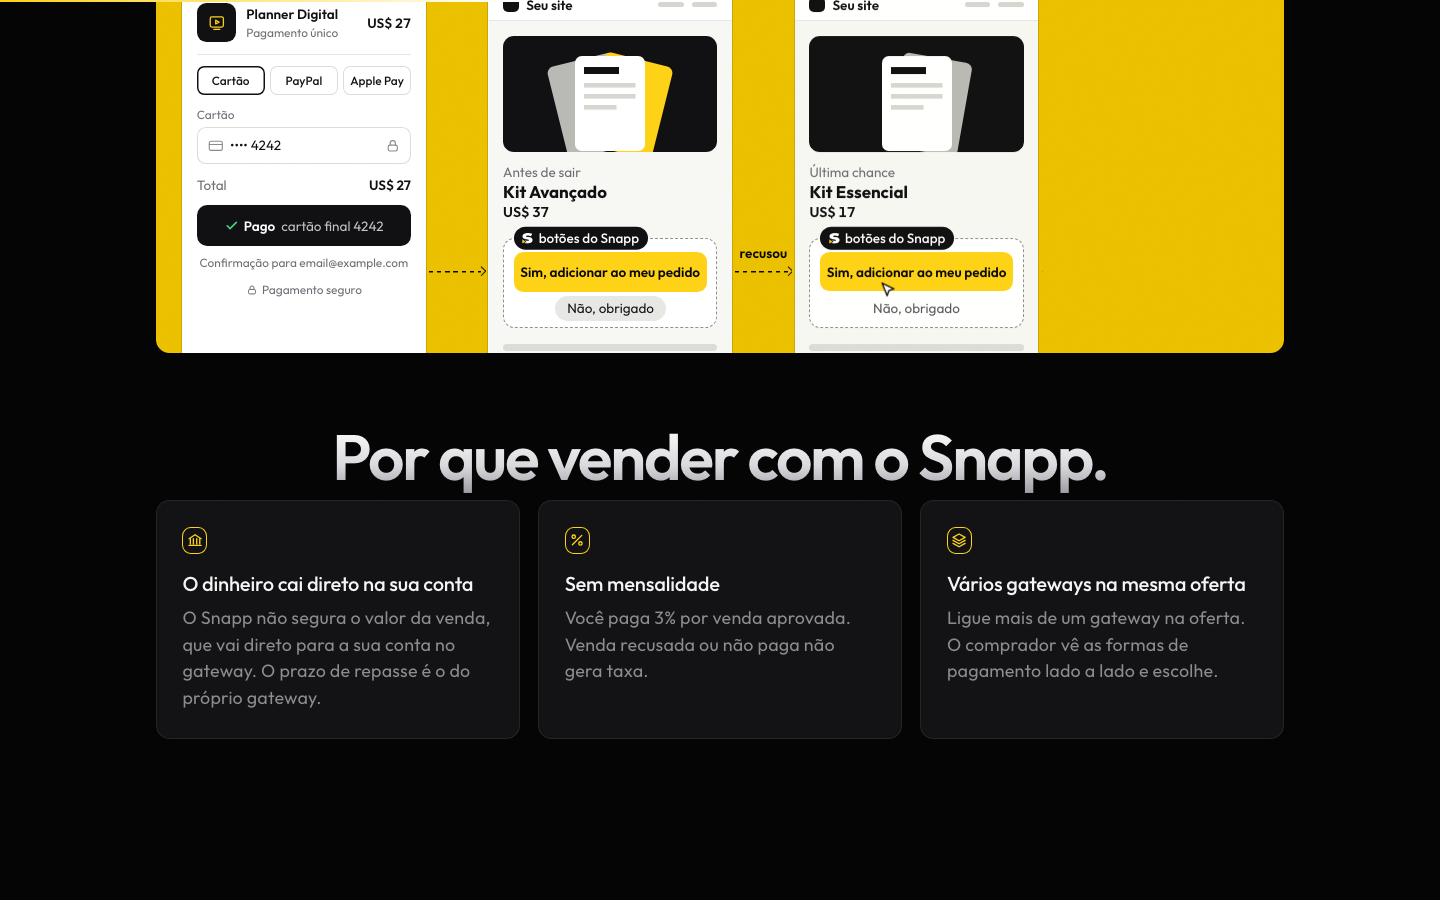 Planner Digital
Pagamento único
US$ 27
Cartão
PayPal
Apple Pay
Cartão
•••• 4242
Total
US$ 27
Pago cartão final 4242
Confirmação para email@example.com
Pagamento seguro
Seu site
Antes de sair
Kit Avançado
US$ 37
botões do Snapp
Sim, adicionar ao meu pedido
Não, obrigado
recusou
Seu site
Última chance
Kit Essencial
US$ 17
botões do Snapp
Sim, adicionar ao meu pedido
Não, obrigado
Por que vender com o Snapp.
O dinheiro cai direto na sua conta
O Snapp não segura o valor da venda,
que vai direto para a sua conta no
gateway. O prazo de repasse é o do
próprio gateway.
Sem mensalidade
Você paga 3% por venda aprovada.
Venda recusada ou não paga não
gera taxa.
Vários gateways na mesma oferta
Ligue mais de um gateway na oferta.
O comprador vê as formas de
pagamento lado a lado e escolhe.